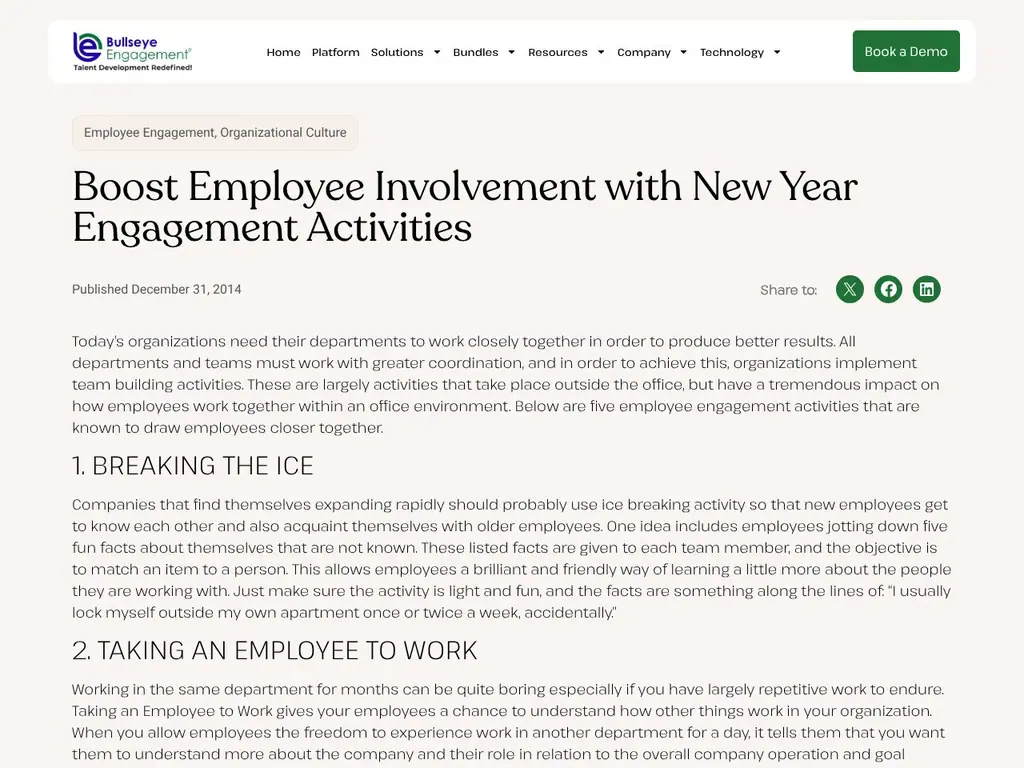 Bullseye
Engagement®
Talent Development Redefined!
Home Platform Solutions Bundles Resources Company Technology
Book a Demo
Employee Engagement, Organizational Culture
Boost Employee Involvement with New Year
Engagement Activities
Published December 31, 2014
Share to:
Today's organizations need their departments to work closely together in order to produce better results. All
departments and teams must work with greater coordination, and in order to achieve this, organizations implement
team building activities. These are largely activities that take place outside the office, but have a tremendous impact on
how employees work together within an office environment. Below are five employee engagement activities that are
known to draw employees closer together.
1. BREAKING THE ICE
Companies that find themselves expanding rapidly should probably use ice breaking activity so that new employees get
to know each other and also acquaint themselves with older employees. One idea includes employees jotting down five
fun facts about themselves that are not known. These listed facts are given to each team member, and the objective is
to match an item to a person. This allows employees a brilliant and friendly way of learning a little more about the people
they are working with. Just make sure the activity is light and fun, and the facts are something along the lines of: “I usually
lock myself outside my own apartment once or twice a week, accidentally.”
2. TAKING AN EMPLOYEE TO WORK
Working in the same department for months can be quite boring especially if you have largely repetitive work to endure.
Taking an Employee to Work gives your employees a chance to understand how other things work in your organization.
When you allow employees the freedom to experience work in another department for a day, it tells them that you want
them to understand more about the company and their role in relation to the overall company operation and goal